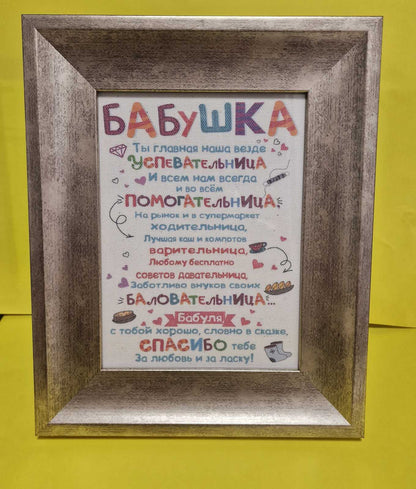 БАБУШКА
Ты главная наша везде
УСПЕВАТЕЛЬНИЦА
И всем нам всегда
и во всём
ПОМОГАТЕЛЬНИЦА
На рынок и в супермаркет
ходительница,
Лучшая каш и компотов
варительница,
Любому бесплатно
советов давательница,
Заботливо внуков своих
БАЛОВАТЕЛЬНИЦА...
Бабуля,
с тобой хорошо, словно в сказке,
СПАСИБО тебе
За любовь и за ласку!